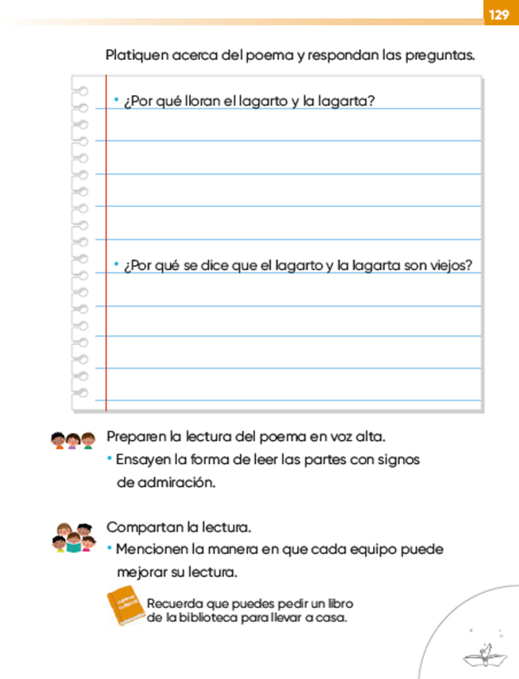 129
Platiquen acerca del poema y respondan las preguntas.
• ¿Por qué lloran el lagarto y la lagarta?
• ¿Por qué se dice que el lagarto y la lagarta son viejos?
Preparen la lectura del poema en voz alta.
• Ensayen la forma de leer las partes con signos
de admiración.
Compartan la lectura.
• Mencionen la manera en que cada equipo puede
mejorar su lectura.
Recuerda que puedes pedir un libro
de la biblioteca para llevar a casa.